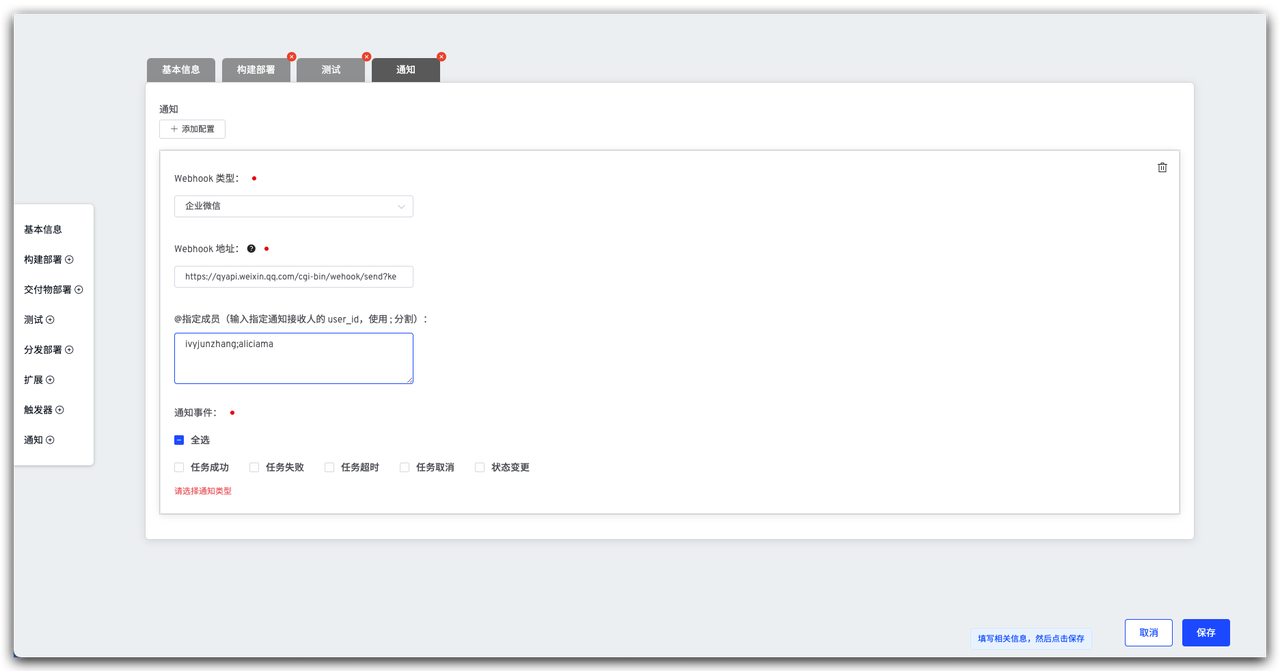 基本信息 构建部署 测试 通知
通知
+ 添加配置
Webhook 类型：
企业微信
Webhook 地址：
https://qyapi.weixin.qq.com/cgi-bin/wehook/send?ke
@指定成员（输入指定通知接收人的 user_id，使用 ; 分割）：
ivyjunzhang;aliciama
通知事件：
全选
任务成功 任务失败 任务超时 任务取消 状态变更
请选择通知类型
基本信息
构建部署
交付物部署
测试
分发部署
扩展
触发器
通知
填写相关信息，然后点击保存
取消
保存